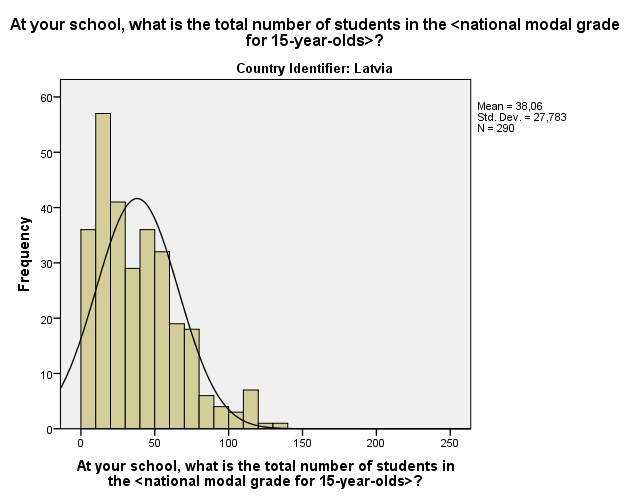 At your school, what is the total number of students in the <national modal grade
for 15-year-olds>?
Country Identifier: Latvia
Mean = 38,06
Std. Dev. = 27,783
N = 290
Frequency
60
50
40
30
20
10
0
0 50 100 150 200 250
At your school, what is the total number of students in
the <national modal grade for 15-year-olds>?